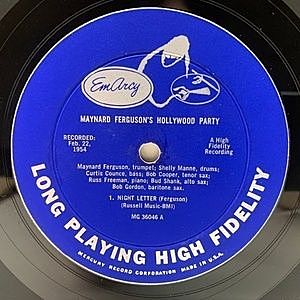 EmArcy
MAYNARD FERGUSON'S HOLLYWOOD PARTY
RECORDED:
Feb. 22,
1954
A High
Fidelity
Recording
Maynard Ferguson, trumpet; Shelly Manne, drums;
Curtis Counce, bass; Bob Cooper, tenor sax;
Russ Freeman, piano; Bud Shank, alto sax;
Bob Gordon, baritone sax.
1. NIGHT LETTER (Ferguson)
(Russell Music-BMI)
MG 36046 A
LONG PLAYING HIGH FIDELITY
MERCURY RECORD CORPORATION MADE IN U.S.A.